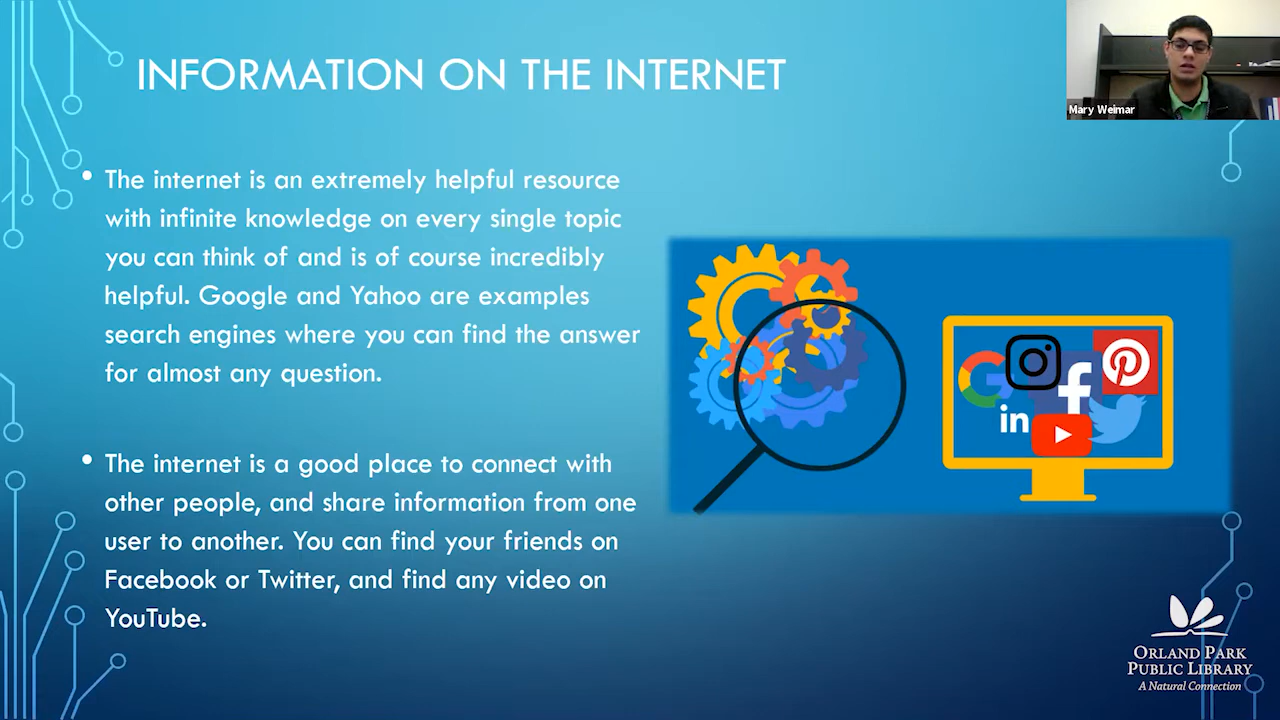 INFORMATION ON THE INTERNET
Mary Weimar
• The internet is an extremely helpful resource
with infinite knowledge on every single topic
you can think of and is of course incredibly
helpful. Google and Yahoo are examples
search engines where you can find the answer
for almost any question.
• The internet is a good place to connect with
other people, and share information from one
user to another. You can find your friends on
Facebook or Twitter, and find any video on
YouTube.
G
f
in
ORLAND PARK
PUBLIC LIBRARY
A Natural Connection